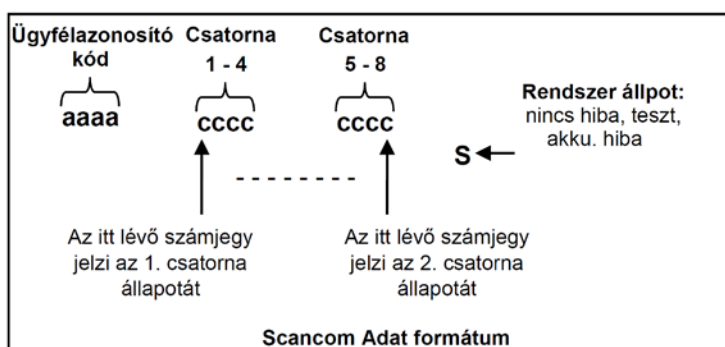 Ügyfélazonosító
kód
aaaa
Csatorna
1 - 4
cccc
Csatorna
5 - 8
cccc
Rendszer állpot:
nincs hiba, teszt,
akku. hiba
S
- - - - - - - -
Az itt lévő számjegy
jelzi az 1. csatorna
állapotát
Az itt lévő számjegy
jelzi az 2. csatorna
állapotát
Scancom Adat formátum